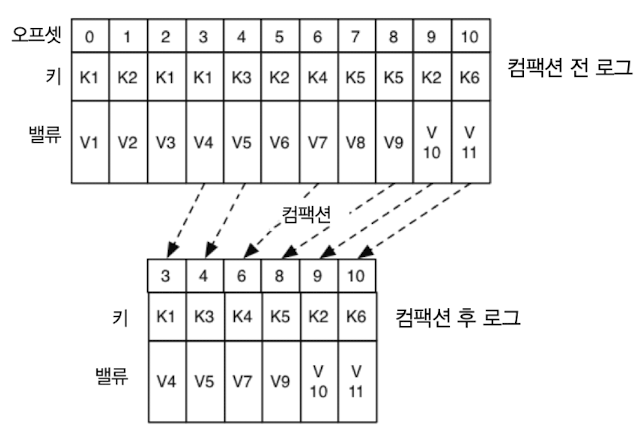 오프셋 0 1 2 3 4 5 6 7 8 9 10
키 K1 K2 K1 K1 K3 K2 K4 K5 K5 K2 K6
컴팩션 전 로그
밸류 V1 V2 V3 V4 V5 V6 V7 V8 V9 V 10 V 11
컴팩션
3 4 6 8 9 10
키 K1 K3 K4 K5 K2 K6
컴팩션 후 로그
밸류 V4 V5 V7 V9 V 10 V 11